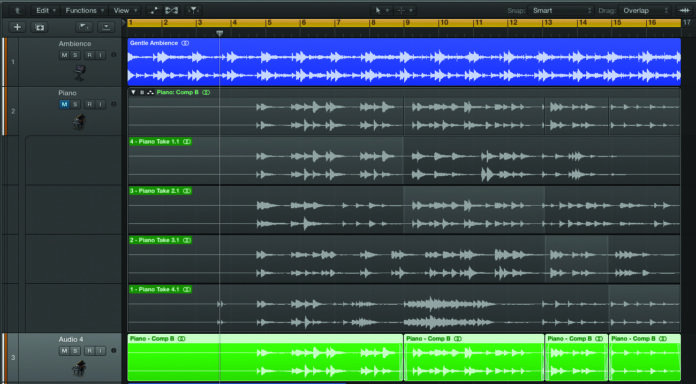 Edit Functions View Snap: Smart Drag: Overlap
1 2 3 4 5 6 7 8 9 10 11 12 13 14 15 16 17
Ambience
1
M S R I
Gentle Ambience
Piano
2
M S R I
Piano: Comp B
4 - Piano Take 1.1
3 - Piano Take 2.1
2 - Piano Take 3.1
1 - Piano Take 4.1
Audio 4
3
M S R I
Piano - Comp B Piano - Comp B Piano - Comp B Piano - Comp B